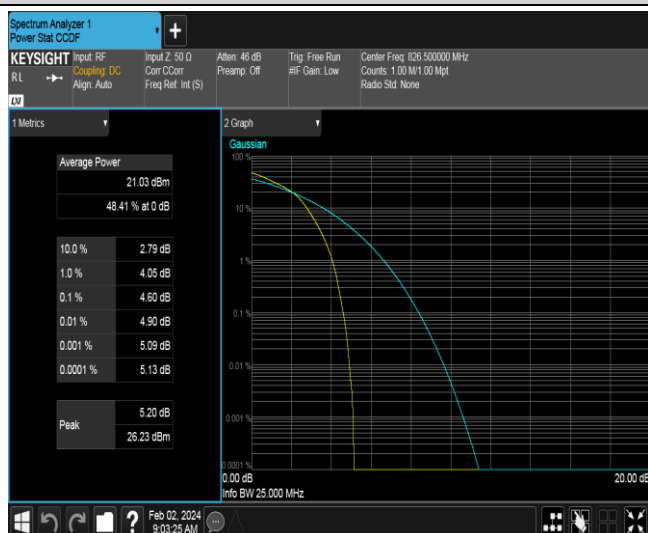 Spectrum Analyzer 1
Power Stat CCDF
+
KEYSIGHT
RL
LXI
Input: RF
Coupling: DC
Align: Auto
Input Z: 50 Ω
Corr CCorr
Freq Ref: Int (S)
Atten: 46 dB
Preamp: Off
Trig: Free Run
#IF Gain: Low
Center Freq: 826.500000 MHz
Counts: 1.00 M/1.00 Mpt
Radio Std: None
1 Metrics
Average Power
21.03 dBm
48.41 % at 0 dB
10.0 % 2.79 dB
1.0 % 4.05 dB
0.1 % 4.60 dB
0.01 % 4.90 dB
0.001 % 5.09 dB
0.0001 % 5.13 dB
Peak
5.20 dB
26.23 dBm
2 Graph
Gaussian
100 %
10 %
1 %
0.1 %
0.01 %
0.001 %
0.0001 %
0.00 dB 20.00 dB
Info BW 25.000 MHz
?
Feb 02, 2024
9:03:25 AM